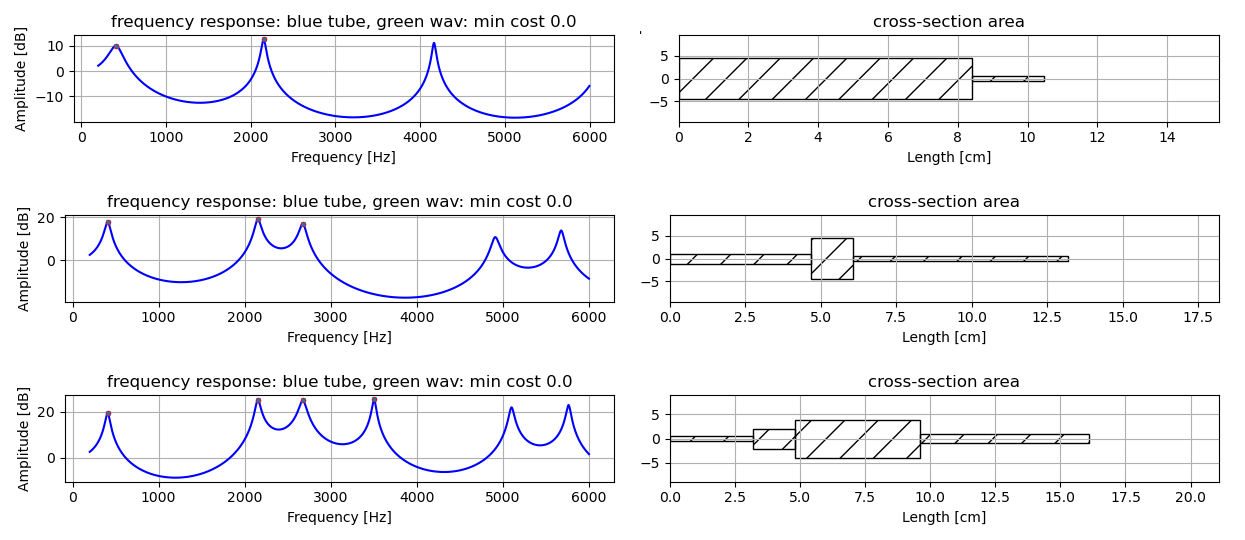 frequency response: blue tube, green wav: min cost 0.0
cross-section area
Amplitude [dB]
10
0
−10
0 1000 2000 3000 4000 5000 6000
Frequency [Hz]
5
0
−5
0 2 4 6 8 10 12 14
Length [cm]
frequency response: blue tube, green wav: min cost 0.0
cross-section area
Amplitude [dB]
20
0
0 1000 2000 3000 4000 5000 6000
Frequency [Hz]
5
0
−5
0.0 2.5 5.0 7.5 10.0 12.5 15.0 17.5
Length [cm]
frequency response: blue tube, green wav: min cost 0.0
cross-section area
Amplitude [dB]
20
0
0 1000 2000 3000 4000 5000 6000
Frequency [Hz]
5
0
−5
0.0 2.5 5.0 7.5 10.0 12.5 15.0 17.5 20.0
Length [cm]